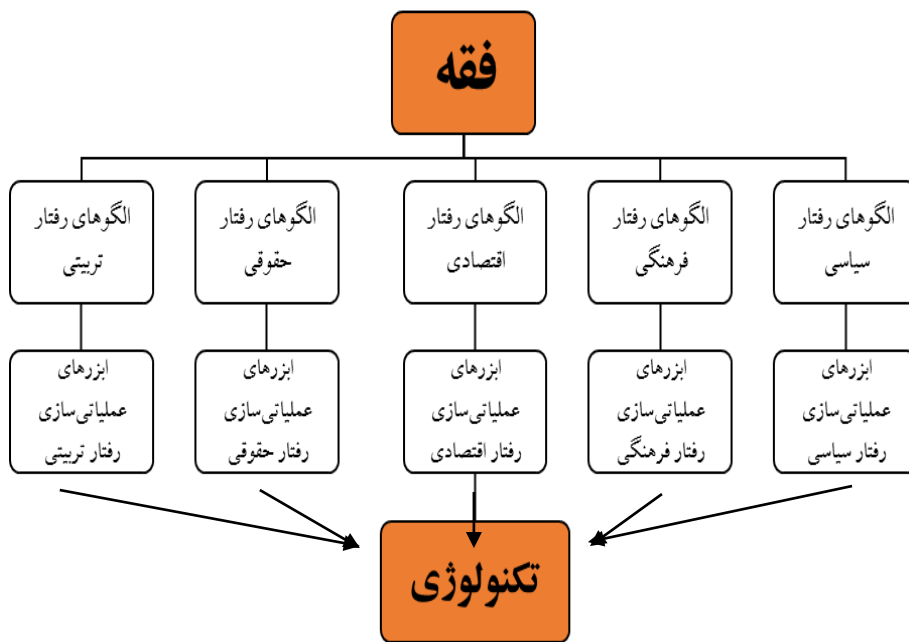 فقه
الگوهای رفتار
سیاسی
الگوهای رفتار
فرهنگی
الگوهای رفتار
اقتصادی
الگوهای رفتار
حقوقی
الگوهای رفتار
تربیتی
ابزرهای
عملیاتی‌سازی
رفتار سیاسی
ابزرهای
عملیاتی‌سازی
رفتار فرهنگی
ابزرهای
عملیاتی‌سازی
رفتار اقتصادی
ابزرهای
عملیاتی‌سازی
رفتار حقوقی
ابزرهای
عملیاتی‌سازی
رفتار تربیتی
تکنولوژی